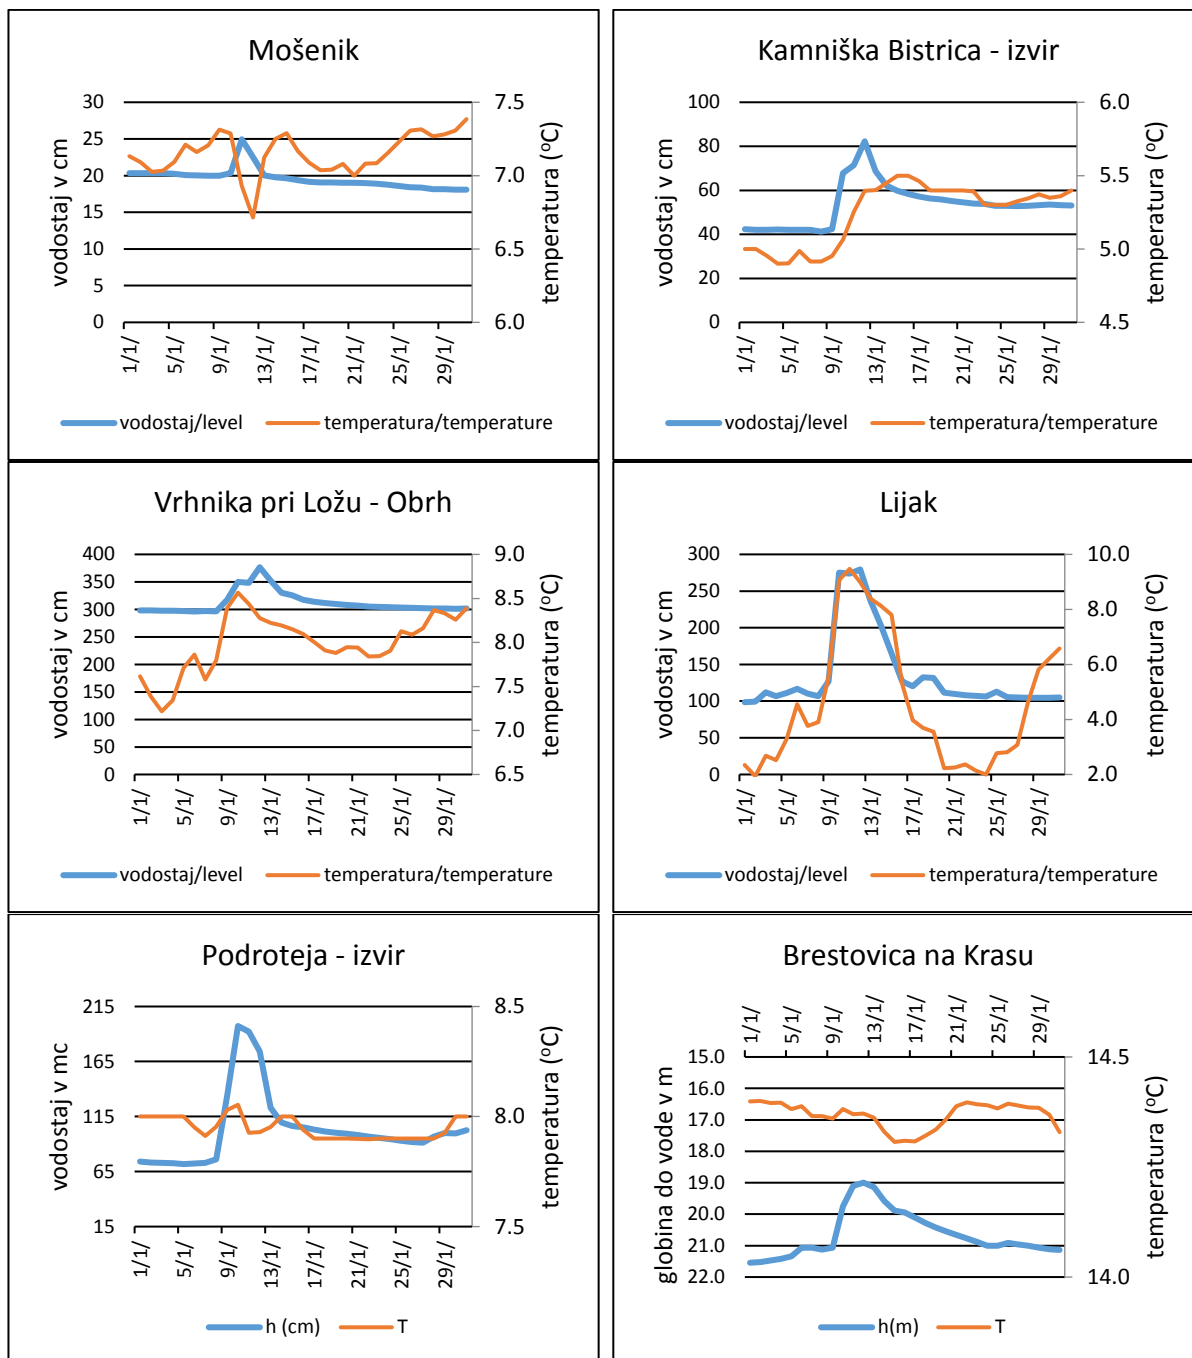 Mošenik
vodostaj v cm
30
25
20
15
10
5
0
7.5
7.0
6.5
6.0
temperatura (°C)
1/1/ 5/1/ 9/1/ 13/1/ 17/1/ 21/1/ 25/1/ 29/1/
vodostaj/level temperatura/temperature
Kamniška Bistrica - izvir
vodostaj v cm
100
80
60
40
20
0
6.0
5.5
5.0
4.5
temperatura (°C)
1/1/ 5/1/ 9/1/ 13/1/ 17/1/ 21/1/ 25/1/ 29/1/
vodostaj/level temperatura/temperature
Vrhnika pri Ložu - Obrh
vodostaj v cm
400
350
300
250
200
150
100
50
0
9.0
8.5
8.0
7.5
7.0
6.5
temperatura (°C)
1/1/ 5/1/ 9/1/ 13/1/ 17/1/ 21/1/ 25/1/ 29/1/
vodostaj/level temperatura/temperature
Lijak
vodostaj v cm
300
250
200
150
100
50
0
10.0
8.0
6.0
4.0
2.0
temperatura (°C)
1/1/ 5/1/ 9/1/ 13/1/ 17/1/ 21/1/ 25/1/ 29/1/
vodostaj/level temperatura/temperature
Podroteja - izvir
vodostaj v mc
215
165
115
65
15
8.5
8.0
7.5
temperatura (°C)
1/1/ 5/1/ 9/1/ 13/1/ 17/1/ 21/1/ 25/1/ 29/1/
h (cm) T
Brestovica na Krasu
1/1/ 5/1/ 9/1/ 13/1/ 17/1/ 21/1/ 25/1/ 29/1/
globina do vode v m
15.0
16.0
17.0
18.0
19.0
20.0
21.0
22.0
14.5
14.0
temperatura (°C)
h(m) T